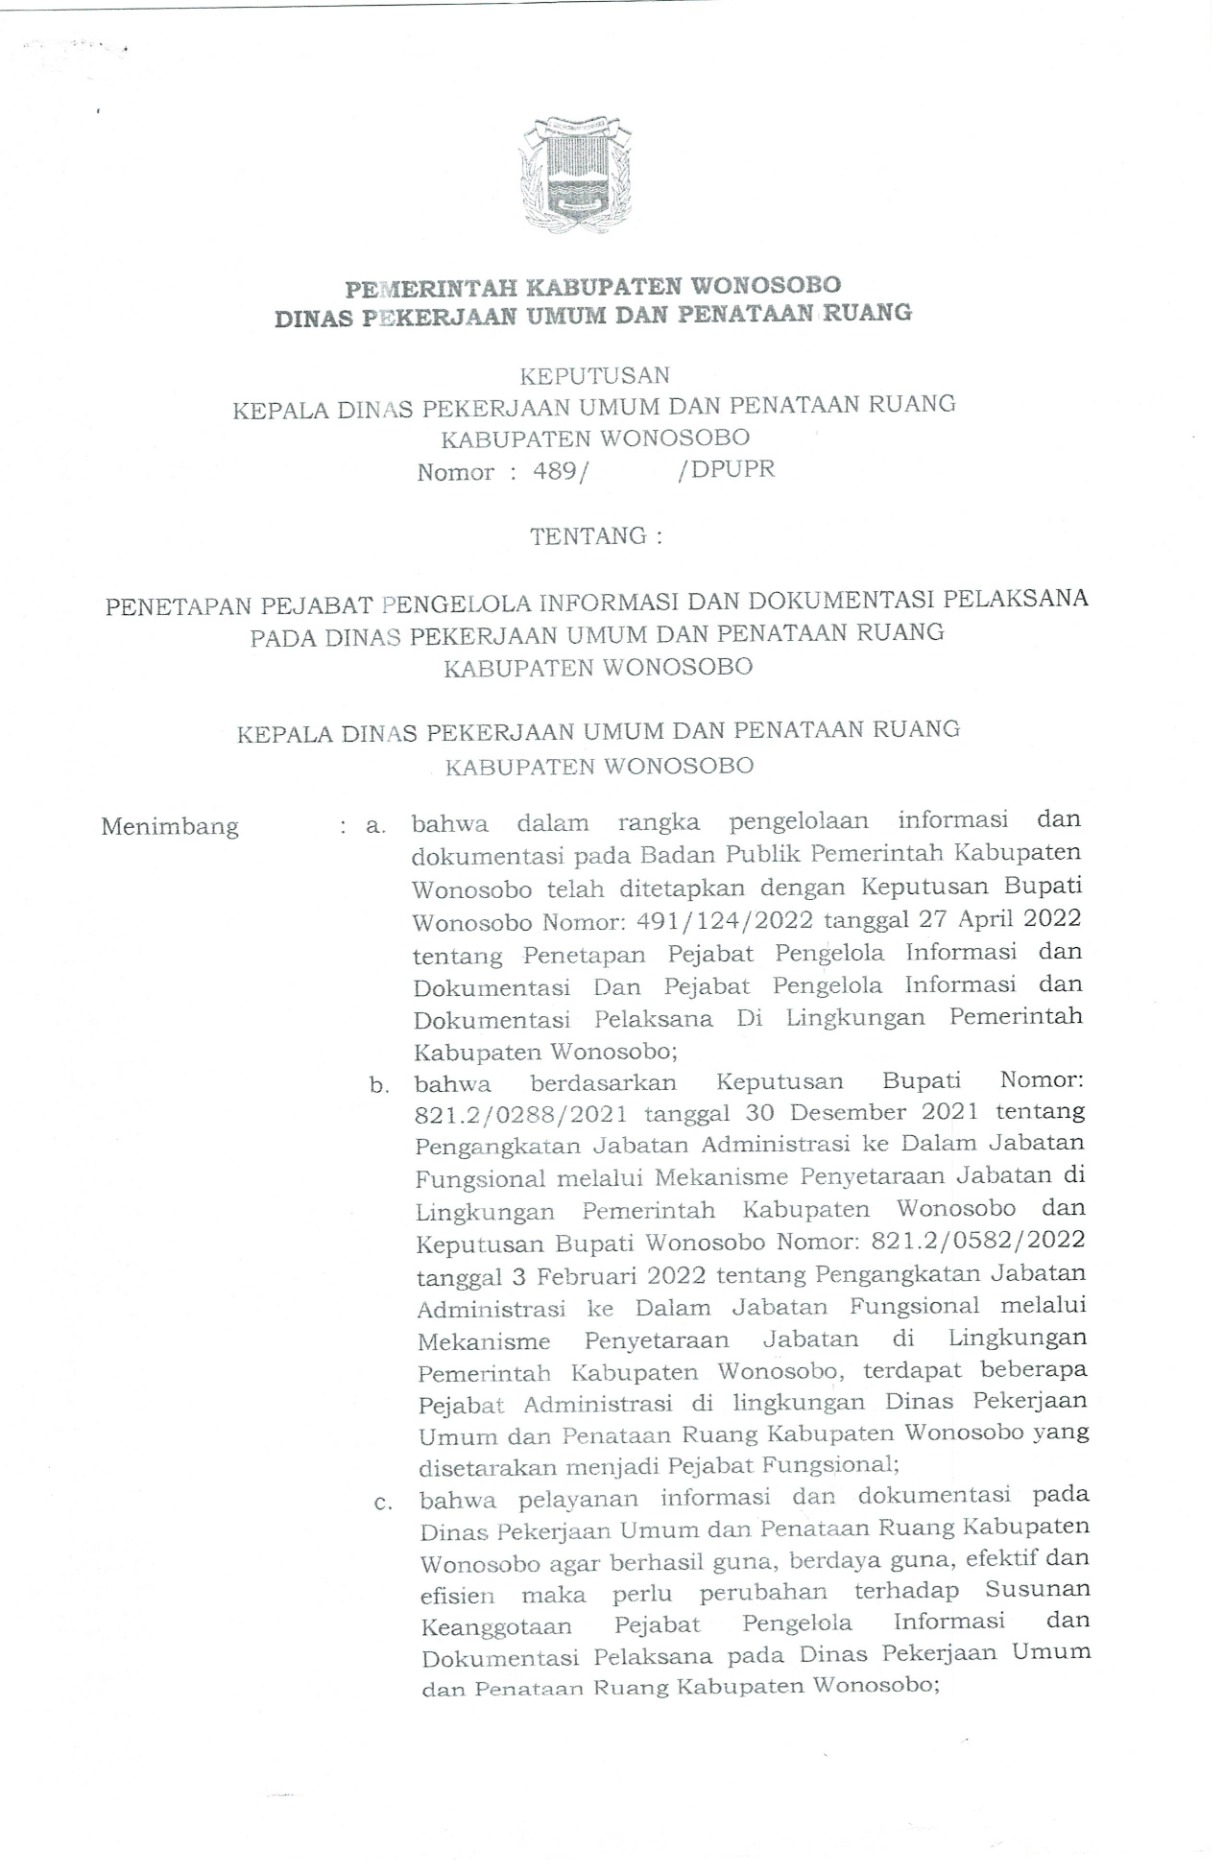 PEMERINTAH KABUPATEN WONOSOBO
DINAS PEKERJAAN UMUM DAN PENATAAN RUANG
KEPUTUSAN
KEPALA DINAS PEKERJAAN UMUM DAN PENATAAN RUANG
KABUPATEN WONOSOBO
Nomor : 489/ /DPUPR
TENTANG :
PENETAPAN PEJABAT PENGELOLA INFORMASI DAN DOKUMENTASI PELAKSANA
PADA DINAS PEKERJAAN UMUM DAN PENATAAN RUANG
KABUPATEN WONOSOBO
KEPALA DINAS PEKERJAAN UMUM DAN PENATAAN RUANG
KABUPATEN WONOSOBO
Menimbang : a. bahwa dalam rangka pengelolaan informasi dan
dokumentasi pada Badan Publik Pemerintah Kabupaten
Wonosobo telah ditetapkan dengan Keputusan Bupati
Wonosobo Nomor: 491/124/2022 tanggal 27 April 2022
tentang Penetapan Pejabat Pengelola Informasi dan
Dokumentasi Dan Pejabat Pengelola Informasi dan
Dokumentasi Pelaksana Di Lingkungan Pemerintah
Kabupaten Wonosobo;
b. bahwa berdasarkan Keputusan Bupati Nomor:
821.2/0288/2021 tanggal 30 Desember 2021 tentang
Pengangkatan Jabatan Administrasi ke Dalam Jabatan
Fungsional melalui Mekanisme Penyetaraan Jabatan di
Lingkungan Pemerintah Kabupaten Wonosobo dan
Keputusan Bupati Wonosobo Nomor: 821.2/0582/2022
tanggal 3 Februari 2022 tentang Pengangkatan Jabatan
Administrasi ke Dalam Jabatan Fungsional melalui
Mekanisme Penyetaraan Jabatan di Lingkungan
Pemerintah Kabupaten Wonosobo, terdapat beberapa
Pejabat Administrasi di lingkungan Dinas Pekerjaan
Umum dan Penataan Ruang Kabupaten Wonosobo yang
disetarakan menjadi Pejabat Fungsional;
c. bahwa pelayanan informasi dan dokumentasi pada
Dinas Pekerjaan Umum dan Penataan Ruang Kabupaten
Wonosobo agar berhasil guna, berdaya guna, efektif dan
efisien maka perlu perubahan terhadap Susunan
Keanggotaan Pejabat Pengelola Informasi dan
Dokumentasi Pelaksana pada Dinas Pekerjaan Umum
dan Penataan Ruang Kabupaten Wonosobo;